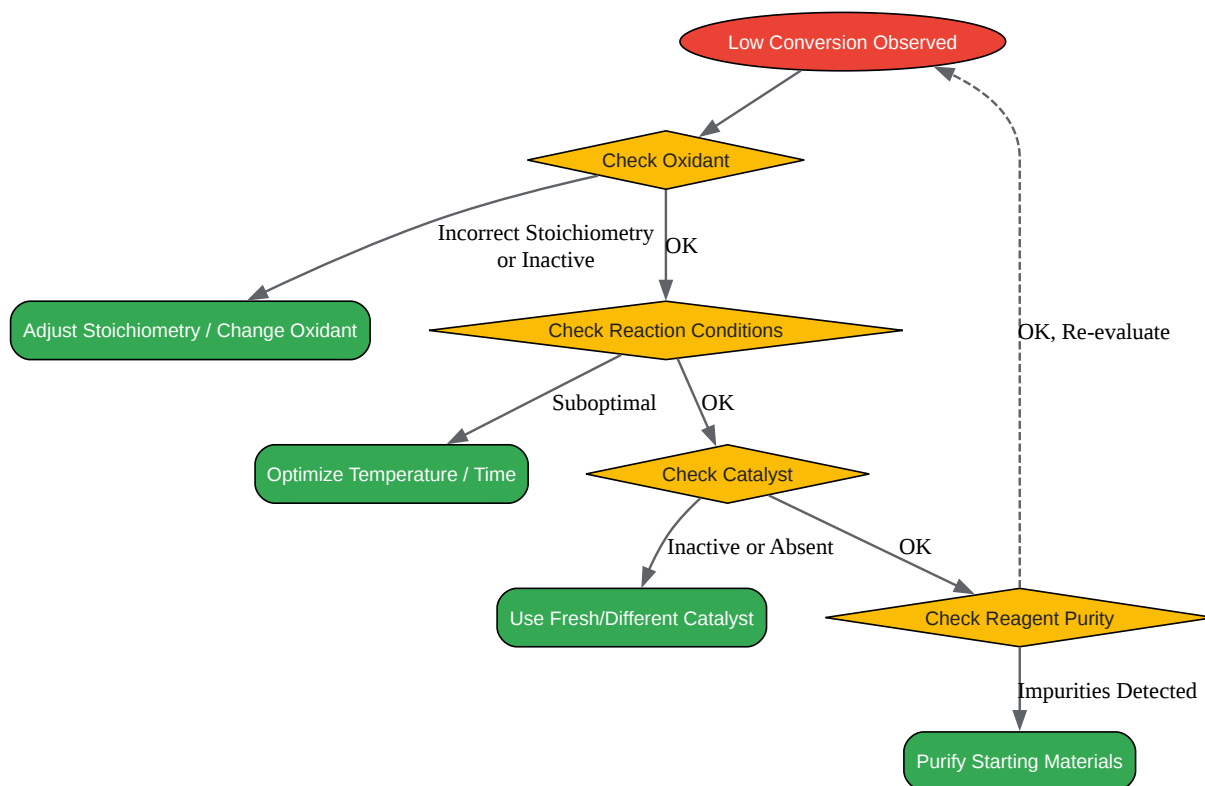 Low Conversion Observed
Check Oxidant
Incorrect Stoichiometry
or Inactive
OK
Adjust Stoichiometry / Change Oxidant
Check Reaction Conditions
OK, Re-evaluate
Suboptimal
OK
Optimize Temperature / Time
Check Catalyst
Inactive or Absent
OK
Use Fresh/Different Catalyst
Check Reagent Purity
Impurities Detected
Purify Starting Materials